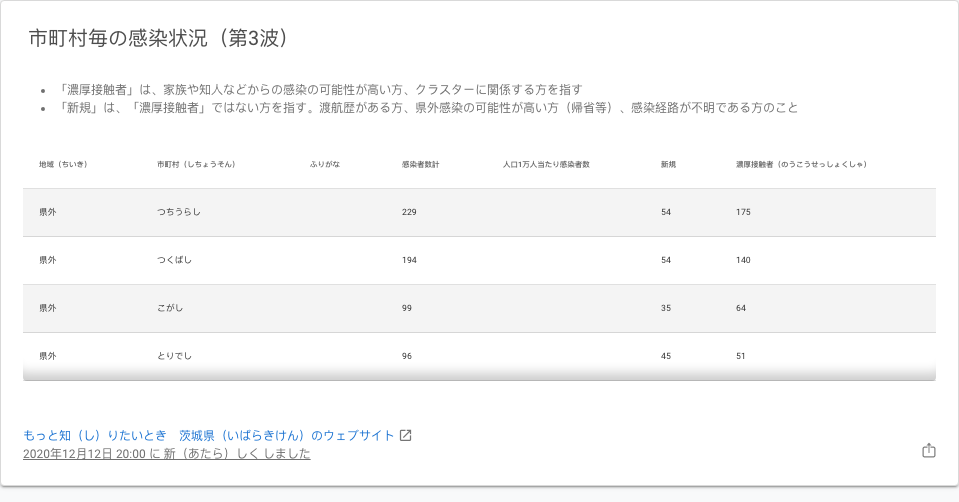 市町村毎の感染状況（第3波）
「濃厚接触者」は、家族や知人などからの感染の可能性が高い方、クラスターに関係する方を指す
「新規」は、「濃厚接触者」ではない方を指す。渡航歴がある方、県外感染の可能性が高い方（帰省等）、感染経路が不明である方のこと
地域（ちいき） 市町村（しちょうそん） ふりがな 感染者数計 人口1万人当たり感染者数 新規 濃厚接触者（のうこうせっしょくしゃ）
県外 つちうらし 229 54 175
県外 つくばし 194 54 140
県外 こがし 99 35 64
県外 とりでし 96 45 51
もっと知（し）りたいとき　茨城県（いばらきけん）のウェブサイト
2020年12月12日 20:00 に 新（あたら）しく しました